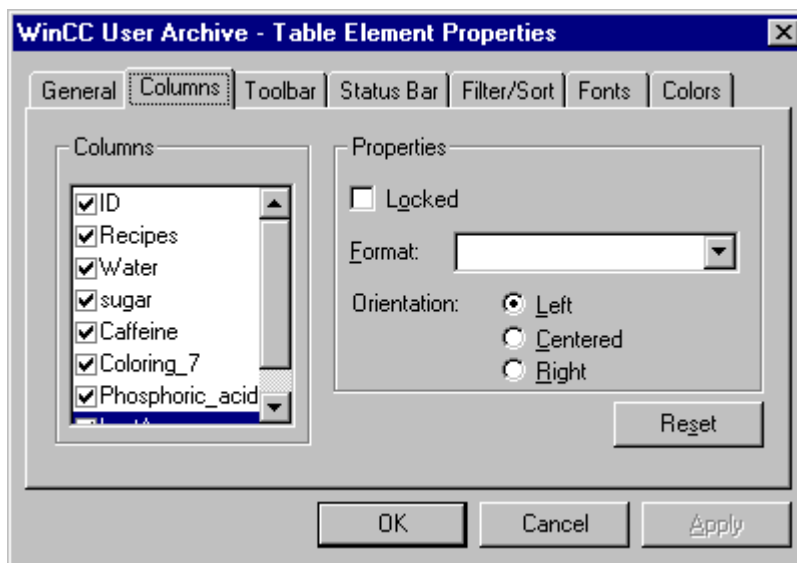 WinCC User Archive - Table Element Properties
General Columns Toolbar Status Bar Filter/Sort Fonts Colors
Columns
ID
Recipes
Water
sugar
Caffeine
Coloring_7
Phosphoric_acid
Properties
Locked
Format:
Orientation:
Left
Centered
Right
Reset
OK Cancel Apply